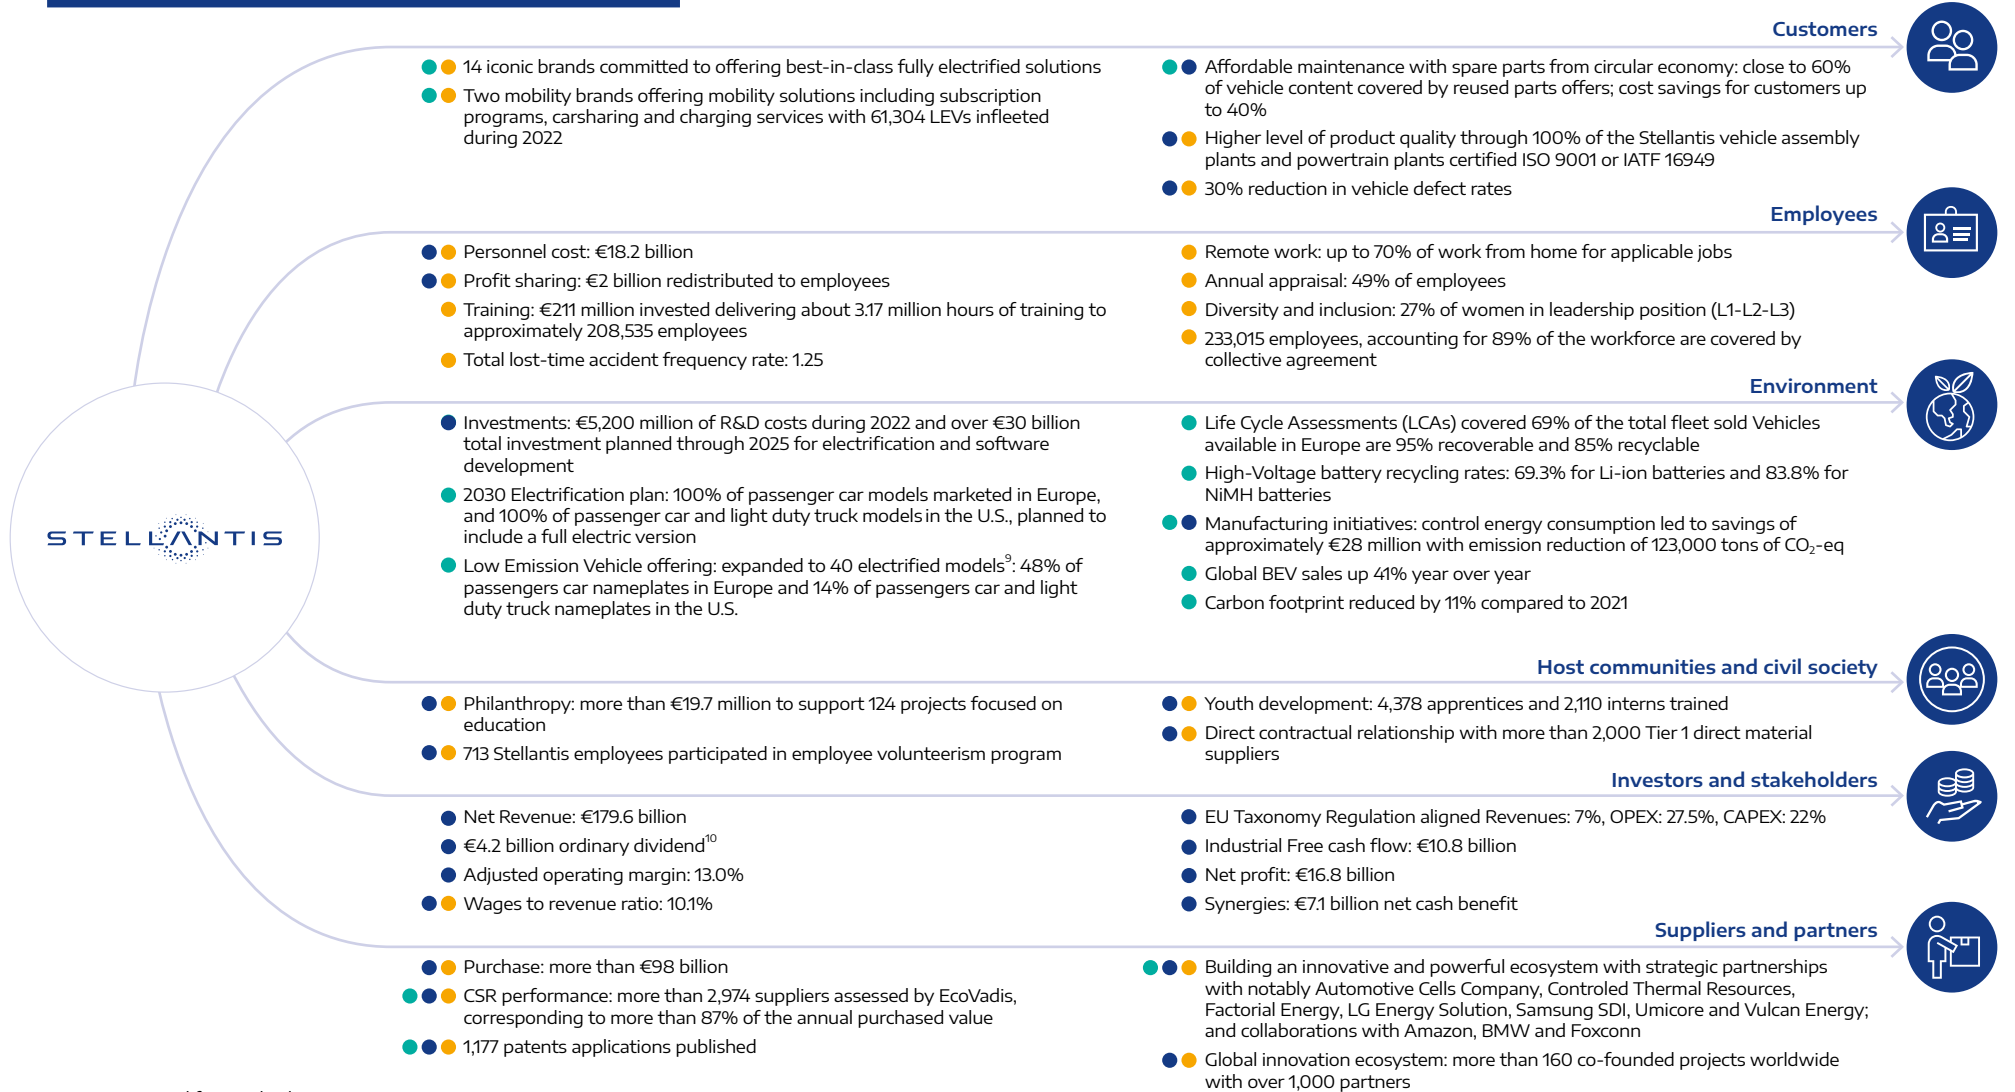 Customers
14 iconic brands committed to offering best-in-class fully electrified solutions
Two mobility brands offering mobility solutions including subscription
programs, carsharing and charging services with 61,304 LEVs infleeted
during 2022
Affordable maintenance with spare parts from circular economy: close to 60%
of vehicle content covered by reused parts offers; cost savings for customers up
to 40%
Higher level of product quality through 100% of the Stellantis vehicle assembly
plants and powertrain plants certified ISO 9001 or IATF 16949
30% reduction in vehicle defect rates
Employees
Personnel cost: €18.2 billion
Profit sharing: €2 billion redistributed to employees
Training: €211 million invested delivering about 3.17 million hours of training to
approximately 208,535 employees
Total lost-time accident frequency rate: 1.25
Remote work: up to 70% of work from home for applicable jobs
Annual appraisal: 49% of employees
Diversity and inclusion: 27% of women in leadership position (L1-L2-L3)
233,015 employees, accounting for 89% of the workforce are covered by
collective agreement
Environment
Investments: €5,200 million of R&D costs during 2022 and over €30 billion
total investment planned through 2025 for electrification and software
development
2030 Electrification plan: 100% of passenger car models marketed in Europe,
and 100% of passenger car and light duty truck models in the U.S., planned to
include a full electric version
Low Emission Vehicle offering: expanded to 40 electrified models⁹: 48% of
passengers car nameplates in Europe and 14% of passengers car and light
duty truck nameplates in the U.S.
Life Cycle Assessments (LCAs) covered 69% of the total fleet sold Vehicles
available in Europe are 95% recoverable and 85% recyclable
High-Voltage battery recycling rates: 69.3% for Li-ion batteries and 83.8% for
NiMH batteries
Manufacturing initiatives: control energy consumption led to savings of
approximately €28 million with emission reduction of 123,000 tons of CO₂-eq
Global BEV sales up 41% year over year
Carbon footprint reduced by 11% compared to 2021
STELLANTIS
Host communities and civil society
Philanthropy: more than €19.7 million to support 124 projects focused on
education
713 Stellantis employees participated in employee volunteerism program
Youth development: 4,378 apprentices and 2,110 interns trained
Direct contractual relationship with more than 2,000 Tier 1 direct material
suppliers
Investors and stakeholders
Net Revenue: €179.6 billion
€4.2 billion ordinary dividend¹⁰
Adjusted operating margin: 13.0%
Wages to revenue ratio: 10.1%
EU Taxonomy Regulation aligned Revenues: 7%, OPEX: 27.5%, CAPEX: 22%
Industrial Free cash flow: €10.8 billion
Net profit: €16.8 billion
Synergies: €7.1 billion net cash benefit
Suppliers and partners
Purchase: more than €98 billion
CSR performance: more than 2,974 suppliers assessed by EcoVadis,
corresponding to more than 87% of the annual purchased value
1,177 patents applications published
Building an innovative and powerful ecosystem with strategic partnerships
with notably Automotive Cells Company, Controled Thermal Resources,
Factorial Energy, LG Energy Solution, Samsung SDI, Umicore and Vulcan Energy;
and collaborations with Amazon, BMW and Foxconn
Global innovation ecosystem: more than 160 co-founded projects worldwide
with over 1,000 partners